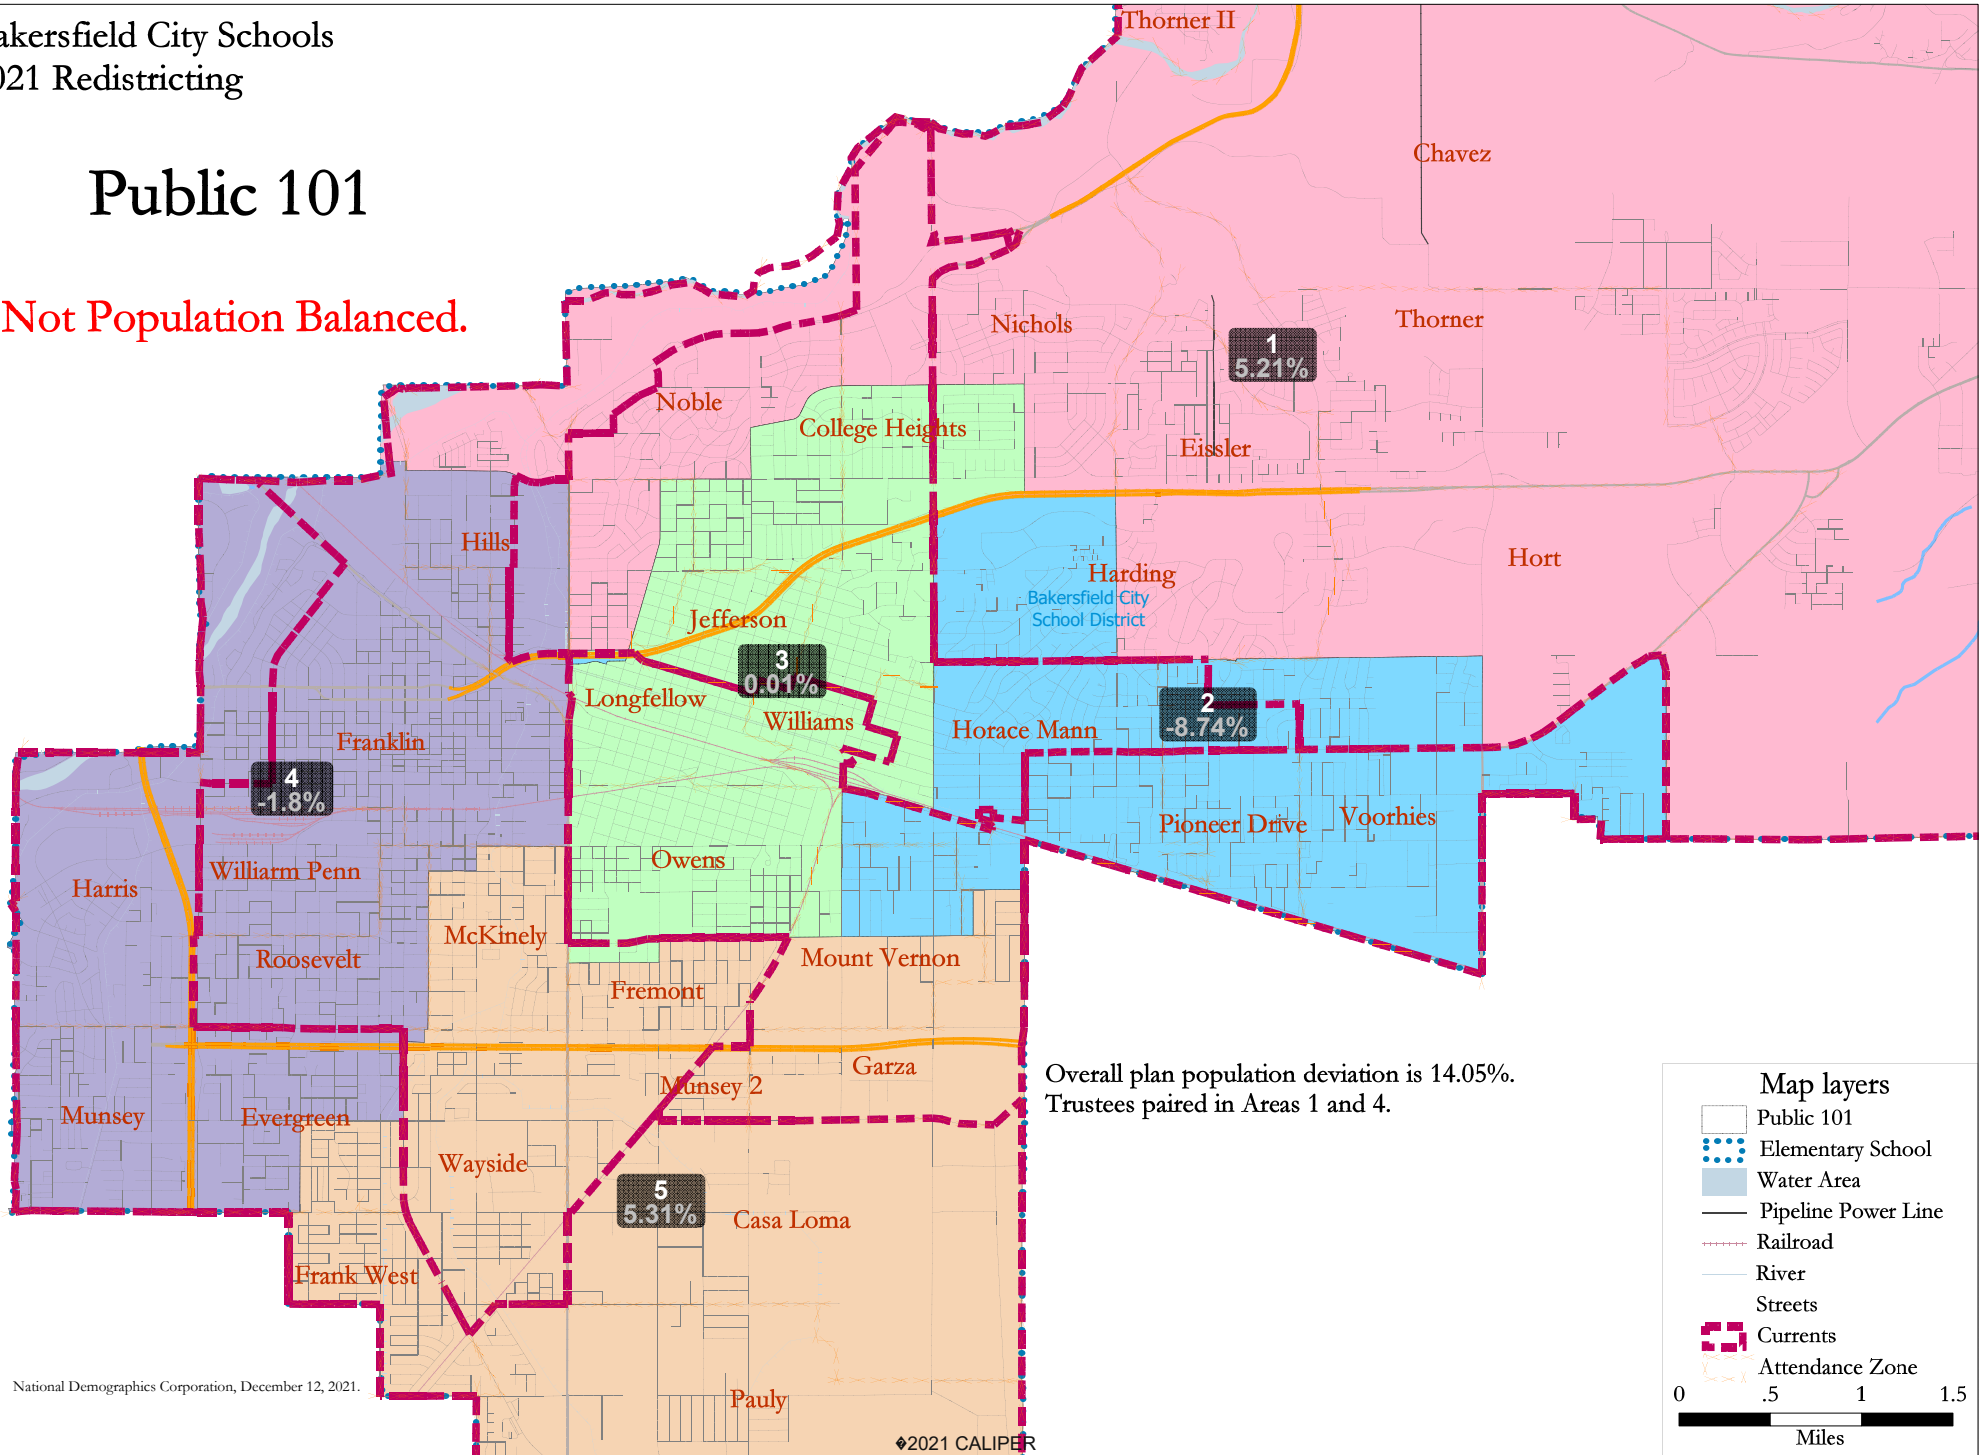 akersfield City Schools
021 Redistricting
Public 101
Not Population Balanced.
Thorner II
Chavez
Nichols
Thorner
1
5.21%
Noble
College Heights
Eissler
Hills
Hort
Harding
Bakersfield City
School District
Jefferson
3
0.01%
Longfellow
Williams
2
-8.74%
Horace Mann
Franklin
4
-1.8%
Pioneer Drive
Voorhies
Owens
Williarm Penn
Harris
McKinely
Roosevelt
Mount Vernon
Fremont
Garza
Munsey 2
Overall plan population deviation is 14.05%.
Trustees paired in Areas 1 and 4.
Munsey
Evergreen
Wayside
5
5.31%
Casa Loma
Frank West
Pauly
Map layers
Public 101
Elementary School
Water Area
Pipeline Power Line
Railroad
River
Streets
Currents
Attendance Zone
0 .5 1 1.5
Miles
National Demographics Corporation, December 12, 2021.
�2021 CALIPER